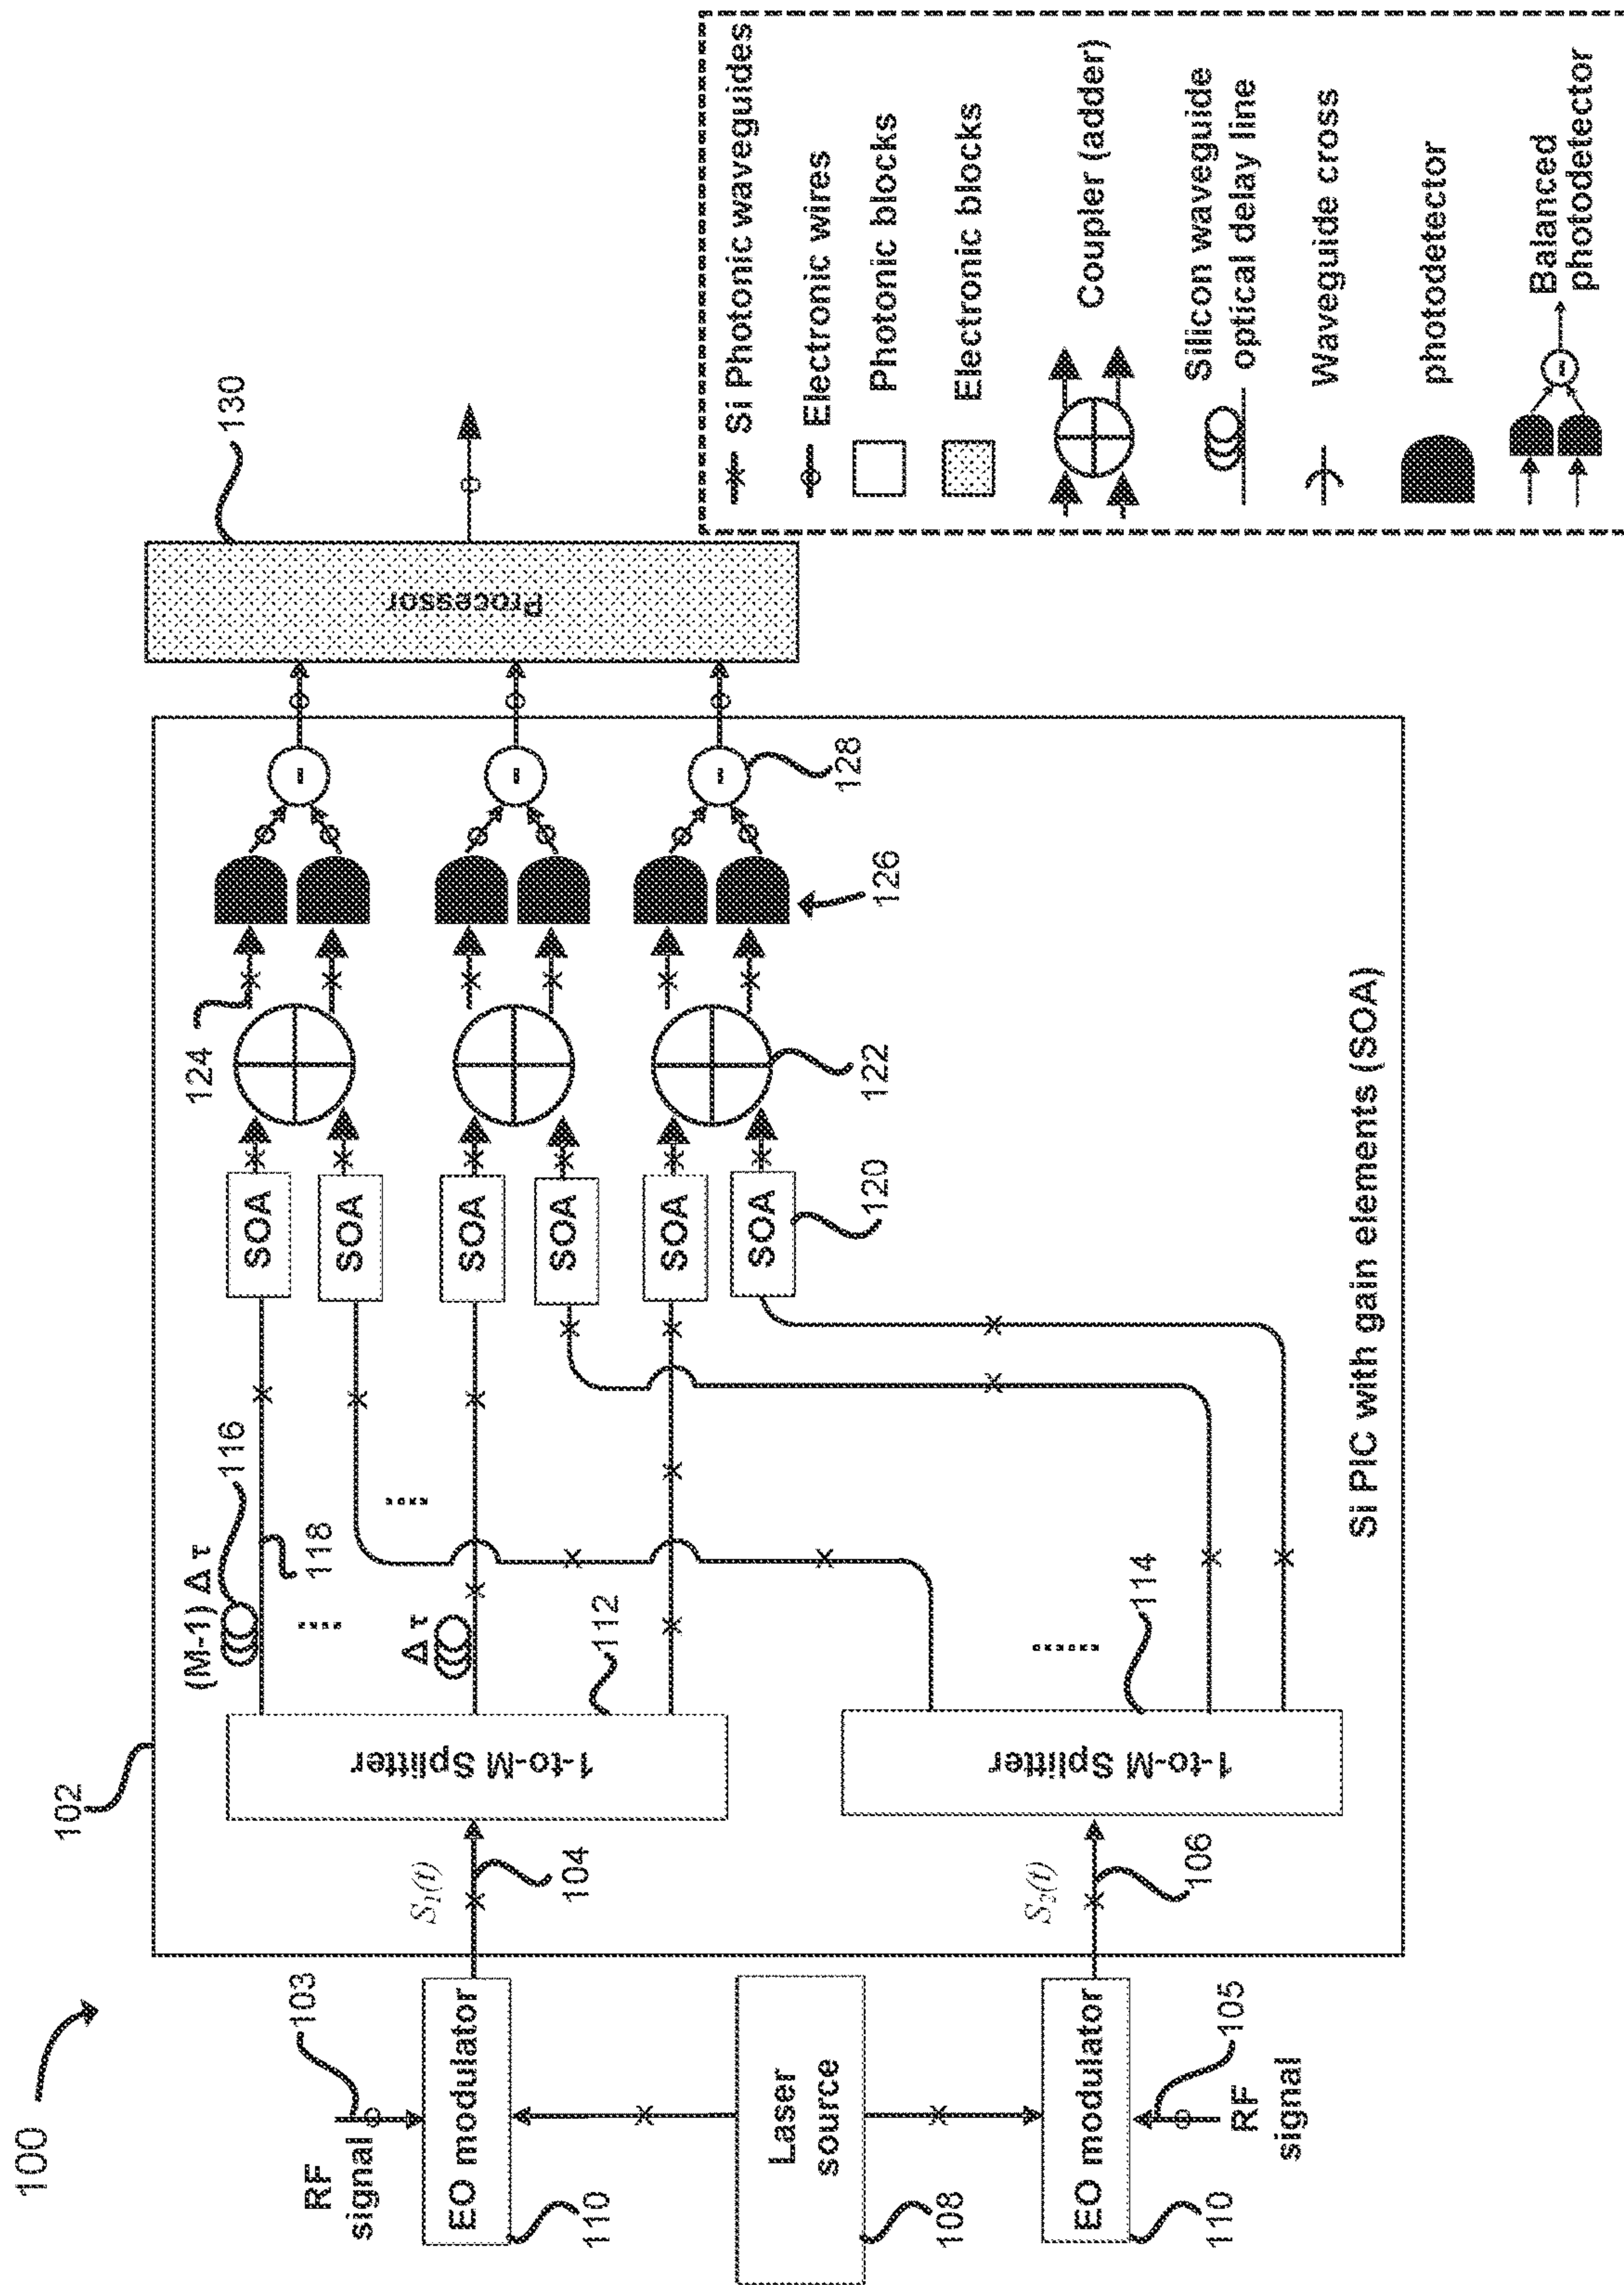 100
103
RF
signal
EO modulator
110
Laser
source
108
EO modulator
110
RF
signal
105
102
S₁(t)
104
S₂(t)
106
1-to-M Splitter
112
1-to-M Splitter
114
(M-1) Δ τ
116
118
....
Δ τ
....
.....
SOA
SOA
SOA
SOA
SOA
SOA
120
122
124
126
-
-
-
128
Si PIC with gain elements (SOA)
Processor
130
Si Photonic waveguides
Electronic wires
Photonic blocks
Electronic blocks
Coupler (adder)
Silicon waveguide
optical delay line
Waveguide cross
photodetector
-
Balanced
photodetector